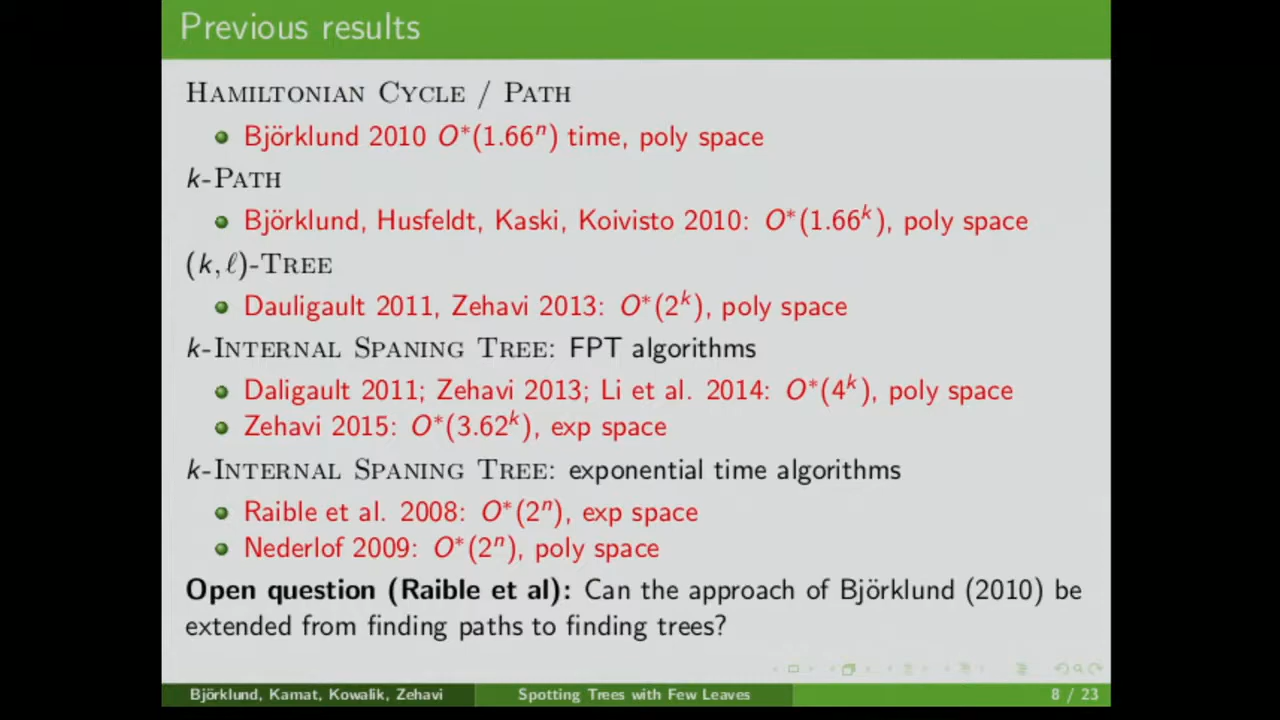 Previous results
HAMILTONIAN CYCLE / PATH
Björklund 2010 O*(1.66ⁿ) time, poly space
k-PATH
Björklund, Husfeldt, Kaski, Koivisto 2010: O*(1.66ᵏ), poly space
(k, ℓ)-TREE
Dauligault 2011, Zehavi 2013: O*(2ᵏ), poly space
k-INTERNAL SPANING TREE: FPT algorithms
Daligault 2011; Zehavi 2013; Li et al. 2014: O*(4ᵏ), poly space
Zehavi 2015: O*(3.62ᵏ), exp space
k-INTERNAL SPANING TREE: exponential time algorithms
Raible et al. 2008: O*(2ⁿ), exp space
Nederlof 2009: O*(2ⁿ), poly space
Open question (Raible et al): Can the approach of Björklund (2010) be
extended from finding paths to finding trees?
Björklund, Kamat, Kowalik, Zehavi Spotting Trees with Few Leaves 8 / 23